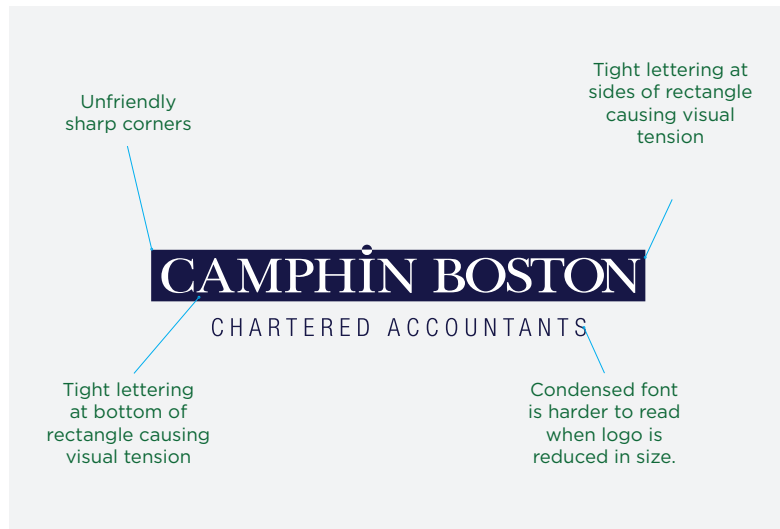 Unfriendly
sharp corners
Tight lettering at
sides of rectangle
causing visual
tension
CAMPHiN BOSTON
CHARTERED ACCOUNTANTS
Tight lettering
at bottom of
rectangle causing
visual tension
Condensed font
is harder to read
when logo is
reduced in size.